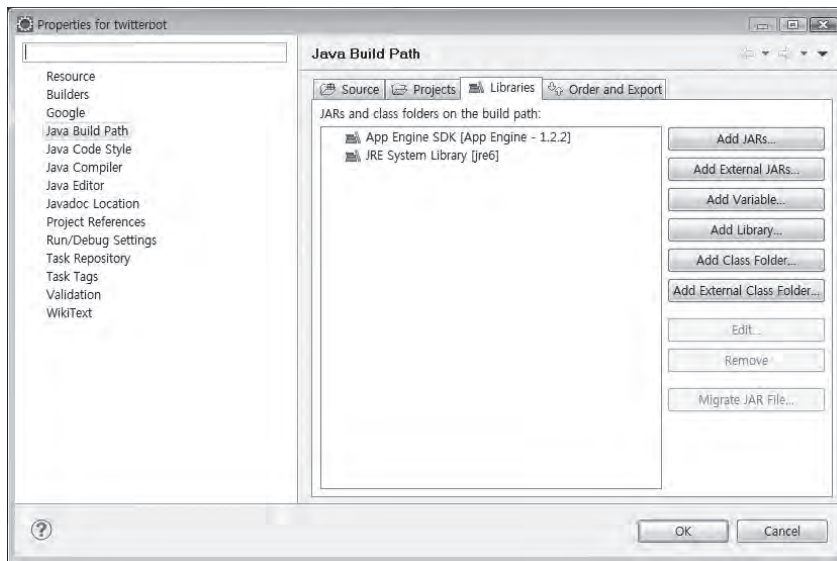 Properties for twitterbot
Java Build Path
Resource
Builders
Google
Java Build Path
Java Code Style
Java Compiler
Java Editor
Javadoc Location
Project References
Run/Debug Settings
Task Repository
Task Tags
Validation
WikiText
Source Projects Libraries Order and Export
JARs and class folders on the build path:
App Engine SDK [App Engine - 1.2.2]
JRE System Library [jre6]
Add JARs...
Add External JARs...
Add Variable...
Add Library...
Add Class Folder...
Add External Class Folder...
Edit...
Remove
Migrate JAR File...
?
OK Cancel